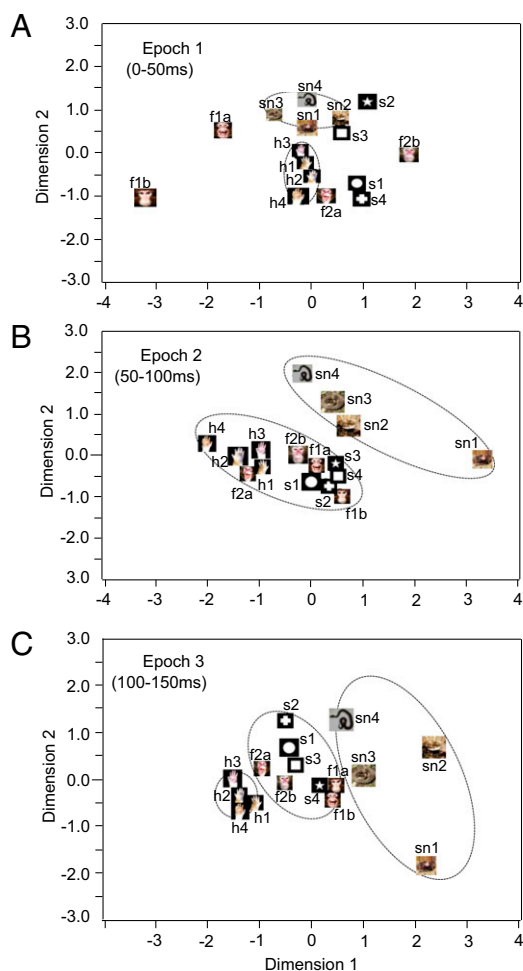 A
Epoch 1
(0-50ms)
Dimension 2
3.0
2.0
1.0
0.0
-1.0
-2.0
3.0
sn4
sn3
sn1
sn2
s2
s3
f1a
f2b
h3
h1
h2
h4
f2a
s1
s4
f1b
-4 -3 -2 -1 0 1 2 3 4
B
Epoch 2
(50-100ms)
Dimension 2
3.0
2.0
1.0
0.0
-1.0
-2.0
3.0
sn4
sn3
sn2
sn1
h4
h3
h2
f2b
f1a
s3
s4
f2a
h1
s1
s2
f1b
-4 -3 -2 -1 0 1 2 3 4
C
Epoch 3
(100-150ms)
Dimension 2
3.0
2.0
1.0
0.0
-1.0
-2.0
3.0
s2
sn4
s1
sn2
h3
f2a
s3
sn3
h2
f2b
s4
f1a
h4
h1
f1b
sn1
-3 -2 -1 0 1 2 3 4
Dimension 1